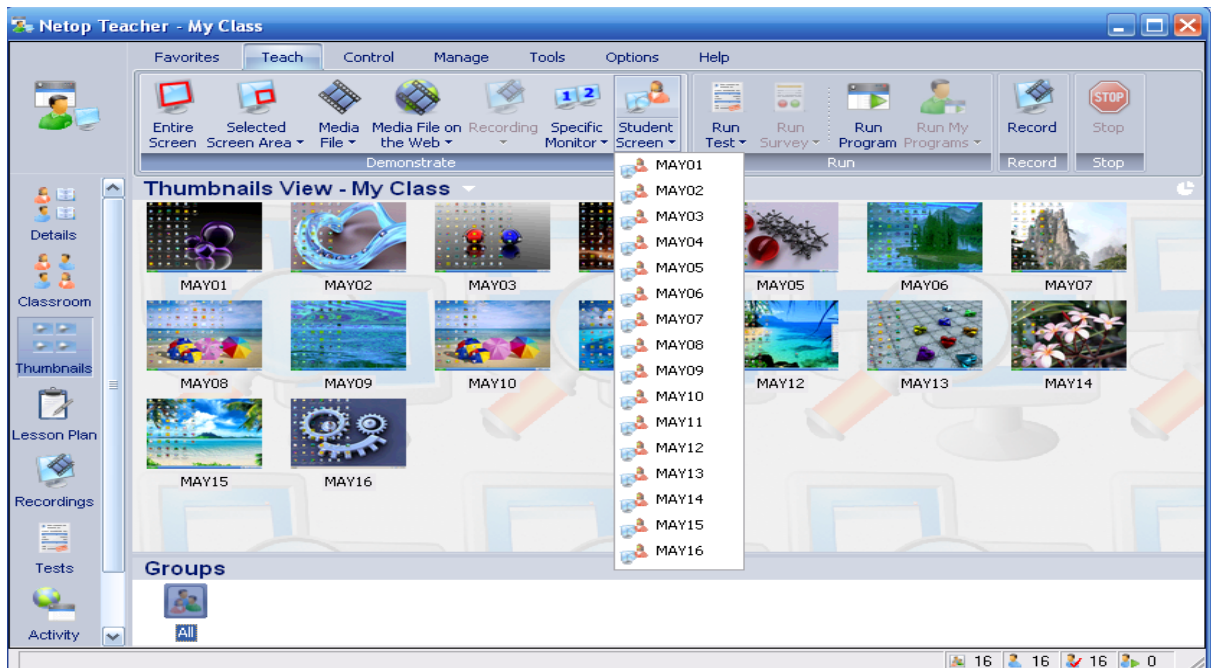 Netop Teacher - My Class
Favorites Teach Control Manage Tools Options Help
Entire Screen
Selected Screen Area
Media File
Media File on the Web
Recording
1 2
Specific Monitor
Student Screen
Run Test
Run Survey
Run Program
Run My Programs
Record
STOP
Stop
Demonstrate Run Record Stop
Details
Classroom
Thumbnails
Lesson Plan
Recordings
Tests
Activity
Thumbnails View - My Class
MAY01 MAY02 MAY03 MAY05 MAY06 MAY07
MAY08 MAY09 MAY10 MAY12 MAY13 MAY14
MAY15 MAY16
MAY01
MAY02
MAY03
MAY04
MAY05
MAY06
MAY07
MAY08
MAY09
MAY10
MAY11
MAY12
MAY13
MAY14
MAY15
MAY16
Groups
All
16 16 16 0